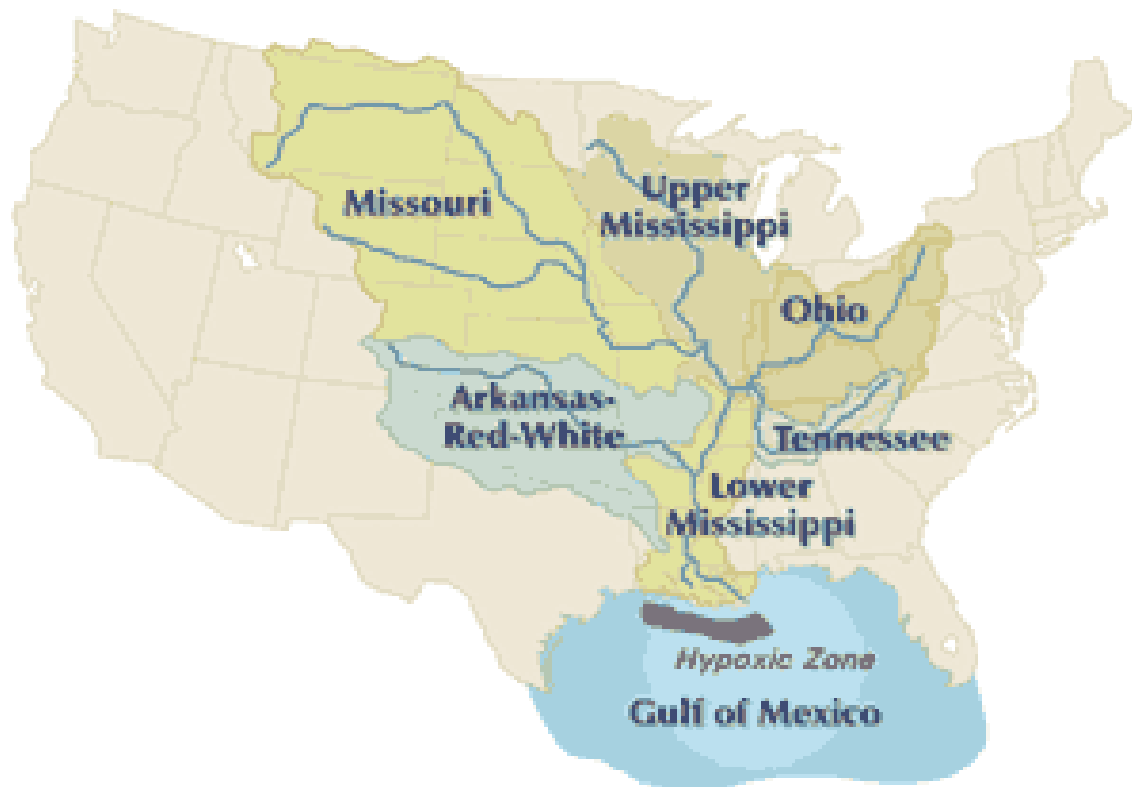 Missouri
Upper
Mississippi
Ohio
Arkansas-
Red-White
Tennessee
Lower
Mississippi
Hypoxic Zone
Gulf of Mexico